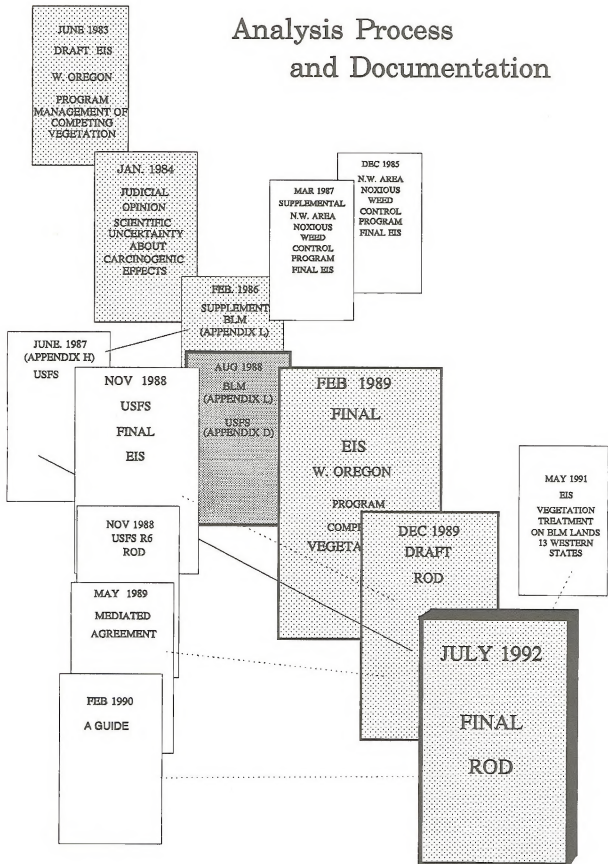 Analysis Process
and Documentation
JUNE 1983
DRAFT EIS
W. OREGON
PROGRAM
MANAGEMENT OF
COMPETING
VEGETATION
JAN. 1984
JUDICIAL
OPINION
SCIENTIFIC
UNCERTAINTY
ABOUT
CARCINOGENIC
EFFECTS
DEC 1985
N.W. AREA
NOXIOUS
WEED
CONTROL
PROGRAM
FINAL EIS
MAR 1987
SUPPLEMENTAL
N.W. AREA
NOXIOUS
WEED
CONTROL
PROGRAM
FINAL EIS
FEB. 1986
SUPPLEMENT
BLM
(APPENDIX L)
JUNE. 1987
(APPENDIX H)
USFS
AUG 1988
BLM
(APPENDIX L)
USFS
(APPENDIX D)
NOV 1988
USFS
FINAL
EIS
FEB 1989
FINAL
EIS
W. OREGON
PROGRAM
COMPE
VEGETA
MAY 1991
EIS
VEGETATION
TREATMENT
ON BLM LANDS
13 WESTERN
STATES
NOV 1988
USFS R6
ROD
DEC 1989
DRAFT
ROD
MAY 1989
MEDIATED
AGREEMENT
JULY 1992
FINAL
ROD
FEB 1990
A GUIDE